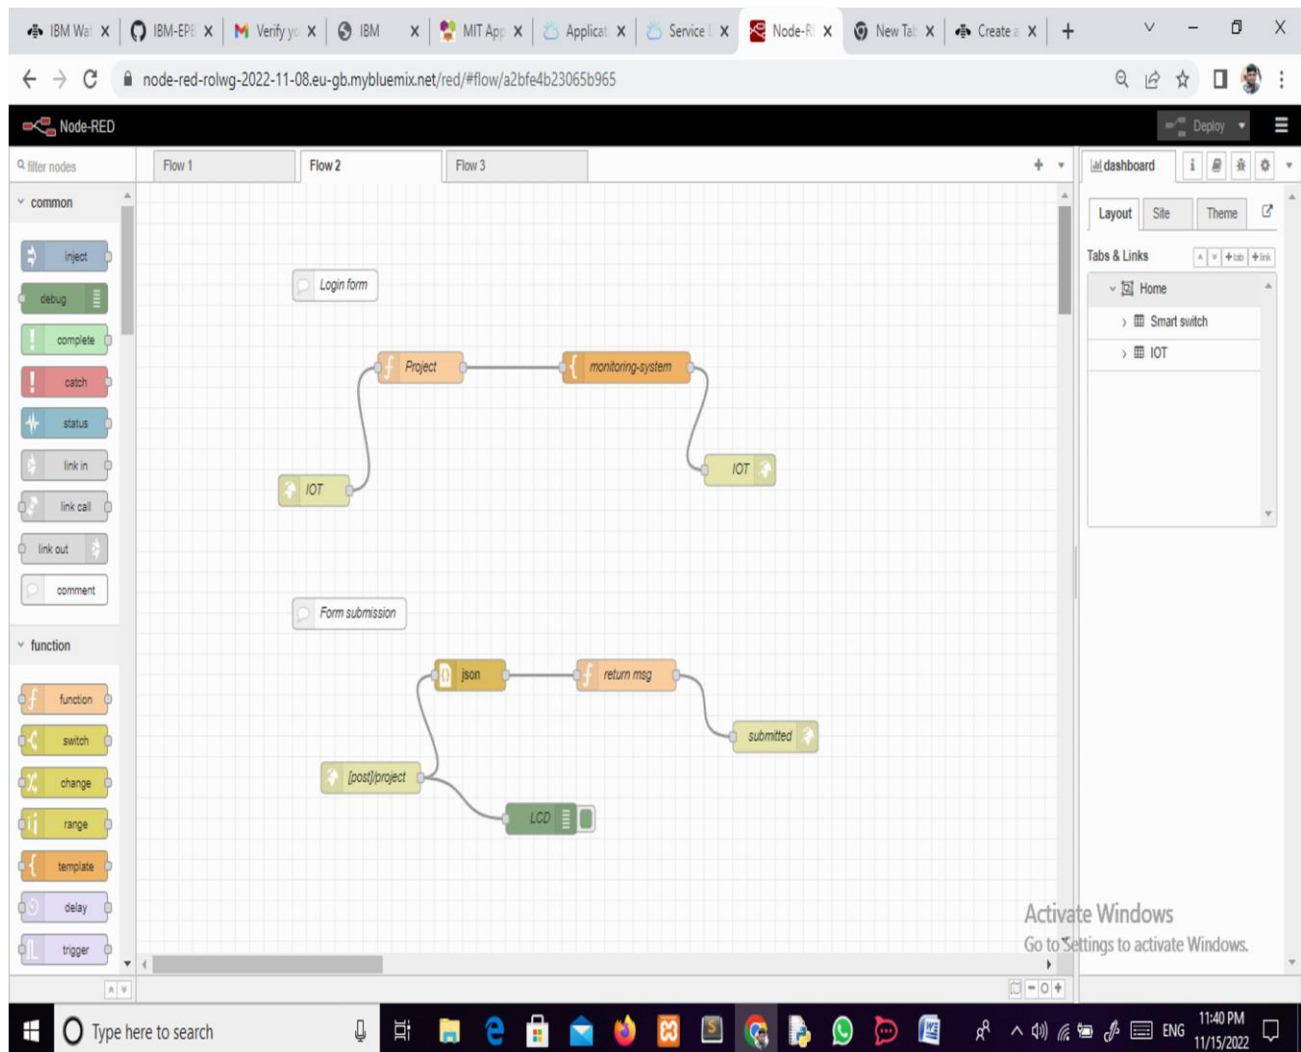 IBM Wat
IBM-EPB
Verify yo
IBM
MIT App
Applicat
Service D
Node-RE
New Tab
Create a
node-red-rolwg-2022-11-08.eu-gb.mybluemix.net/red/#flow/a2bfe4b23065b965
Node-RED
Deploy
filter nodes
Flow 1
Flow 2
Flow 3
dashboard
common
inject
debug
complete
catch
status
link in
link call
link out
comment
function
function
switch
change
range
template
delay
trigger
Login form
Project
monitoring-system
IOT
IOT
Form submission
json
return msg
submitted
[post]/project
LCD
Layout
Site
Theme
Tabs & Links
+tab
+link
Home
Smart switch
IOT
Activate Windows
Go to Settings to activate Windows.
Type here to search
ENG
11:40 PM
11/15/2022